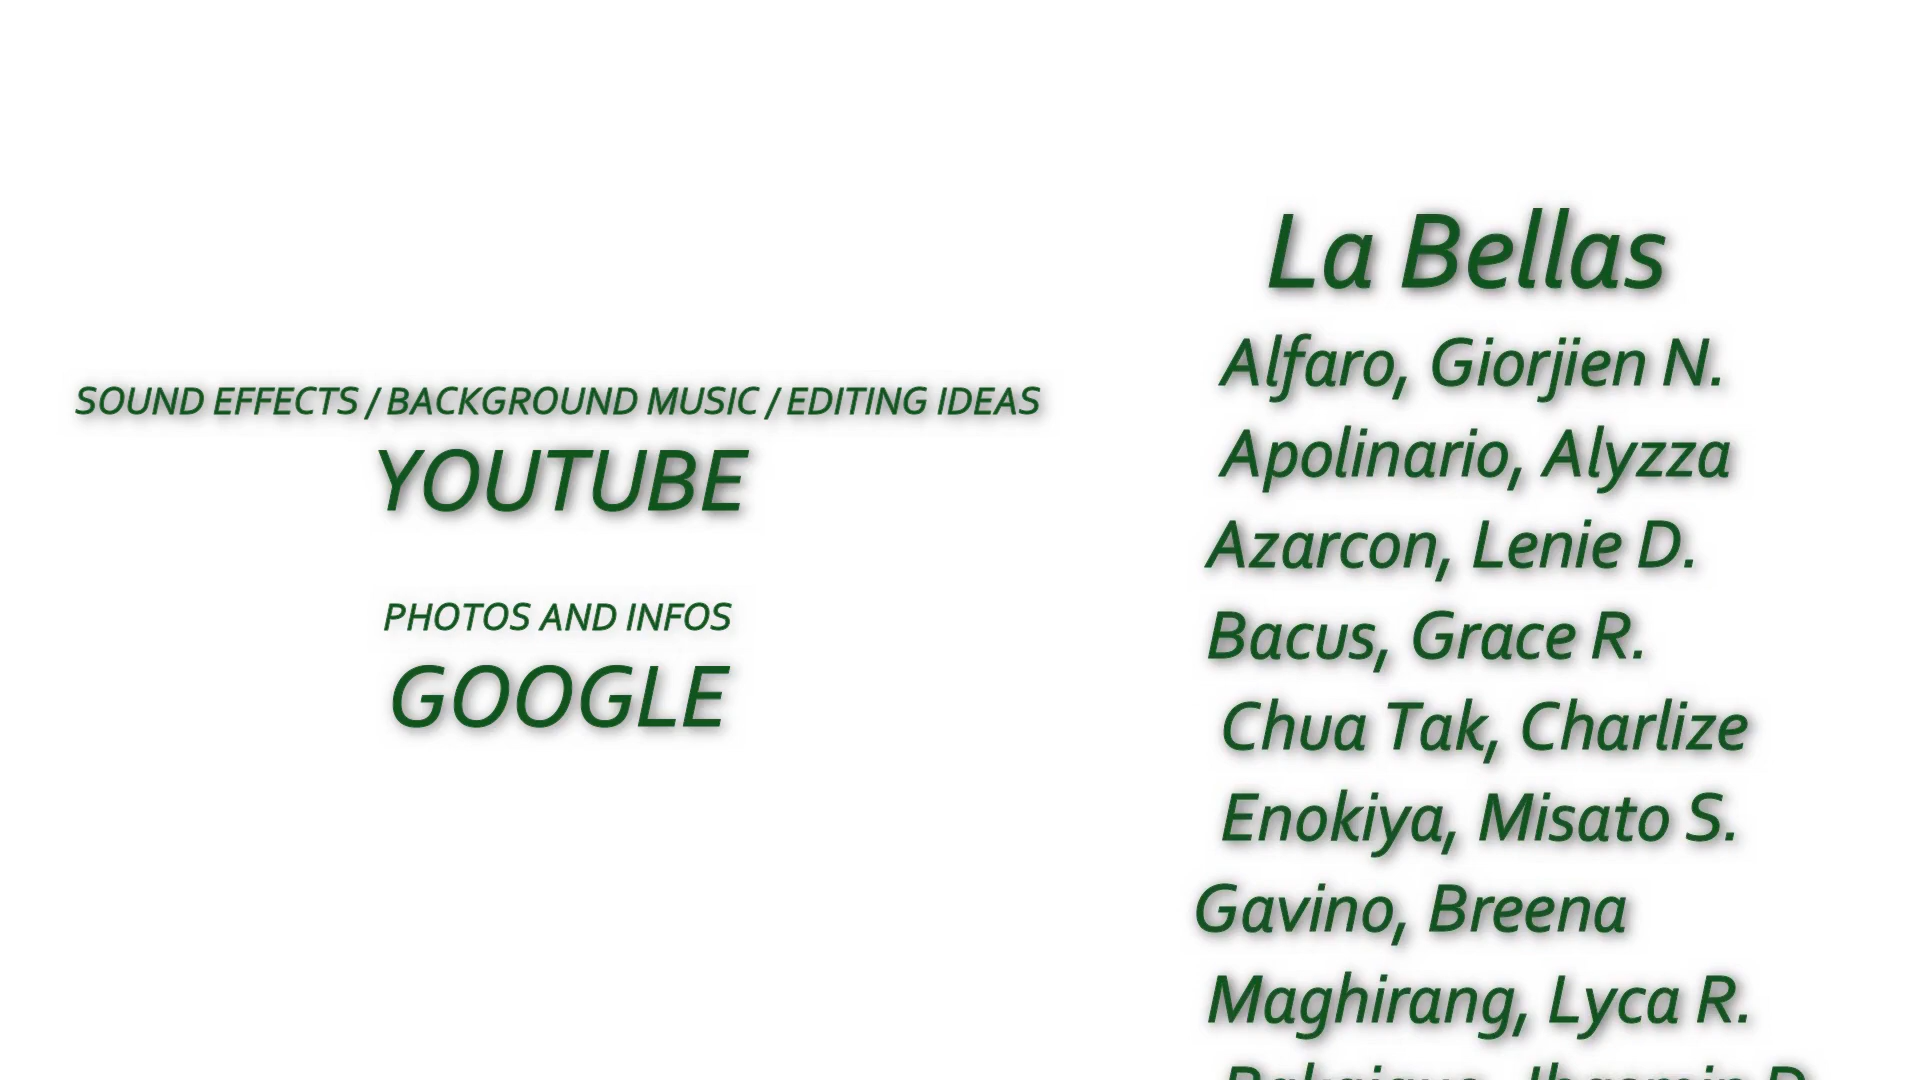 SOUND EFFECTS / BACKGROUND MUSIC / EDITING IDEAS
YOUTUBE
PHOTOS AND INFOS
GOOGLE
La Bellas
Alfaro, Giorjien N.
Apolinario, Alyzza
Azarcon, Lenie D.
Bacus, Grace R.
Chua Tak, Charlize
Enokiya, Misato S.
Gavino, Breena
Maghirang, Lyca R.